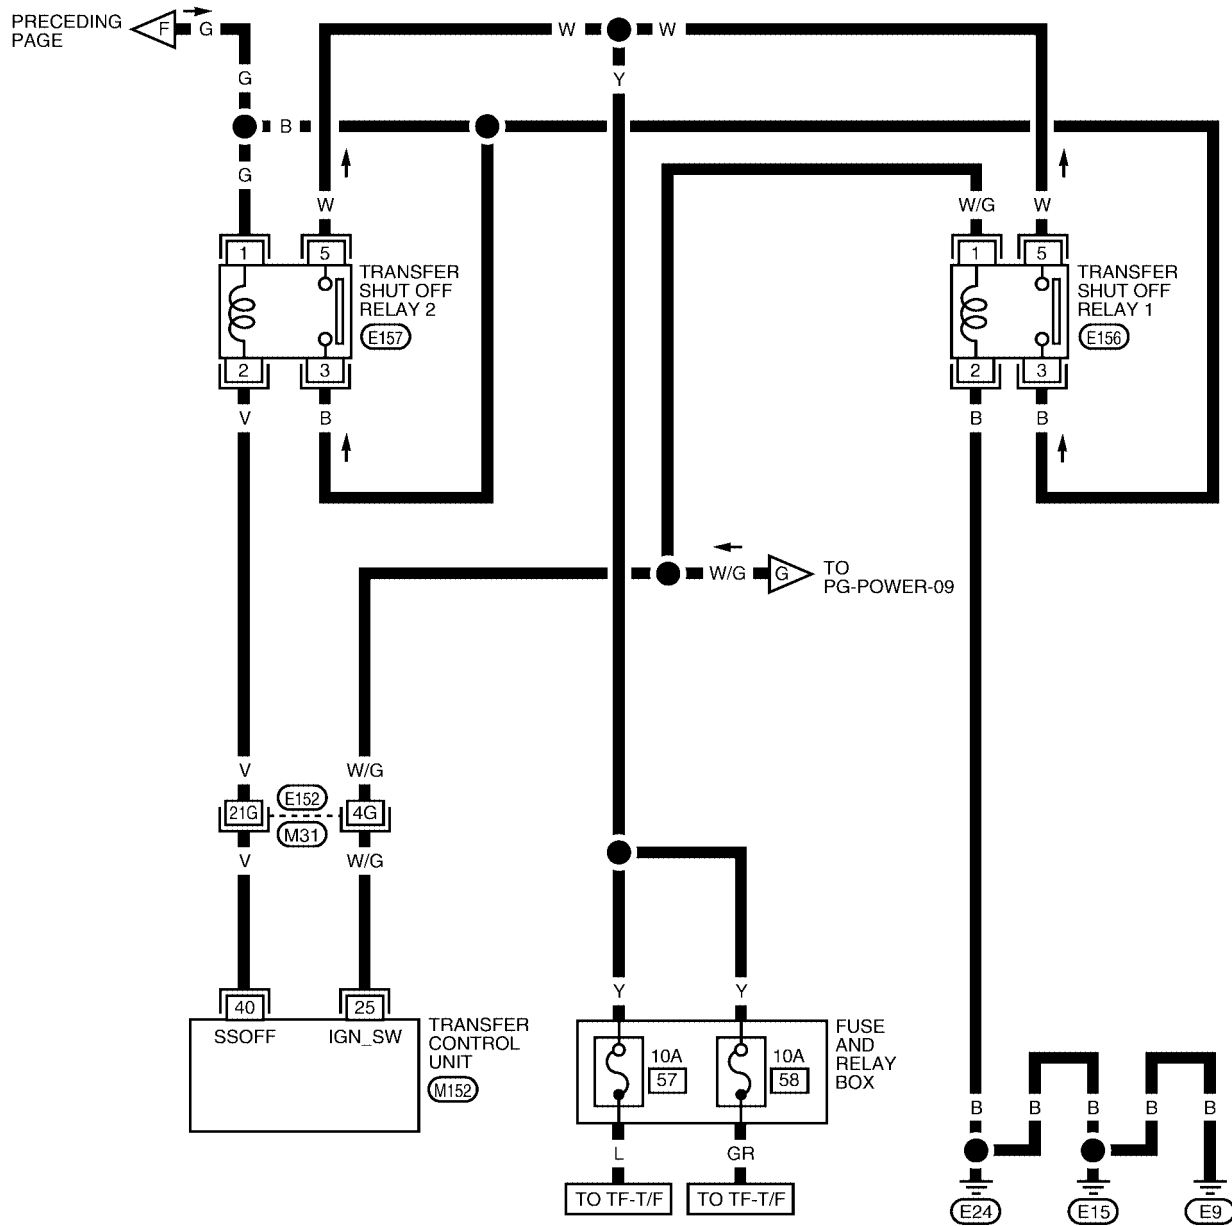 PRECEDING
PAGE
F
G
W
W
G
Y
B
G
W
W/G
W
1
5
1
5
TRANSFER
SHUT OFF
RELAY 2
E157
TRANSFER
SHUT OFF
RELAY 1
E156
2
3
2
3
V
B
B
B
W/G
G
TO
PG-POWER-09
V
W/G
21G
E152
M31
4G
V
W/G
40
25
SSOFF
IGN_SW
TRANSFER
CONTROL
UNIT
M152
Y
Y
10A
57
10A
58
FUSE
AND
RELAY
BOX
L
GR
TO TF-T/F
TO TF-T/F
B
B
B
B
B
E24
E15
E9